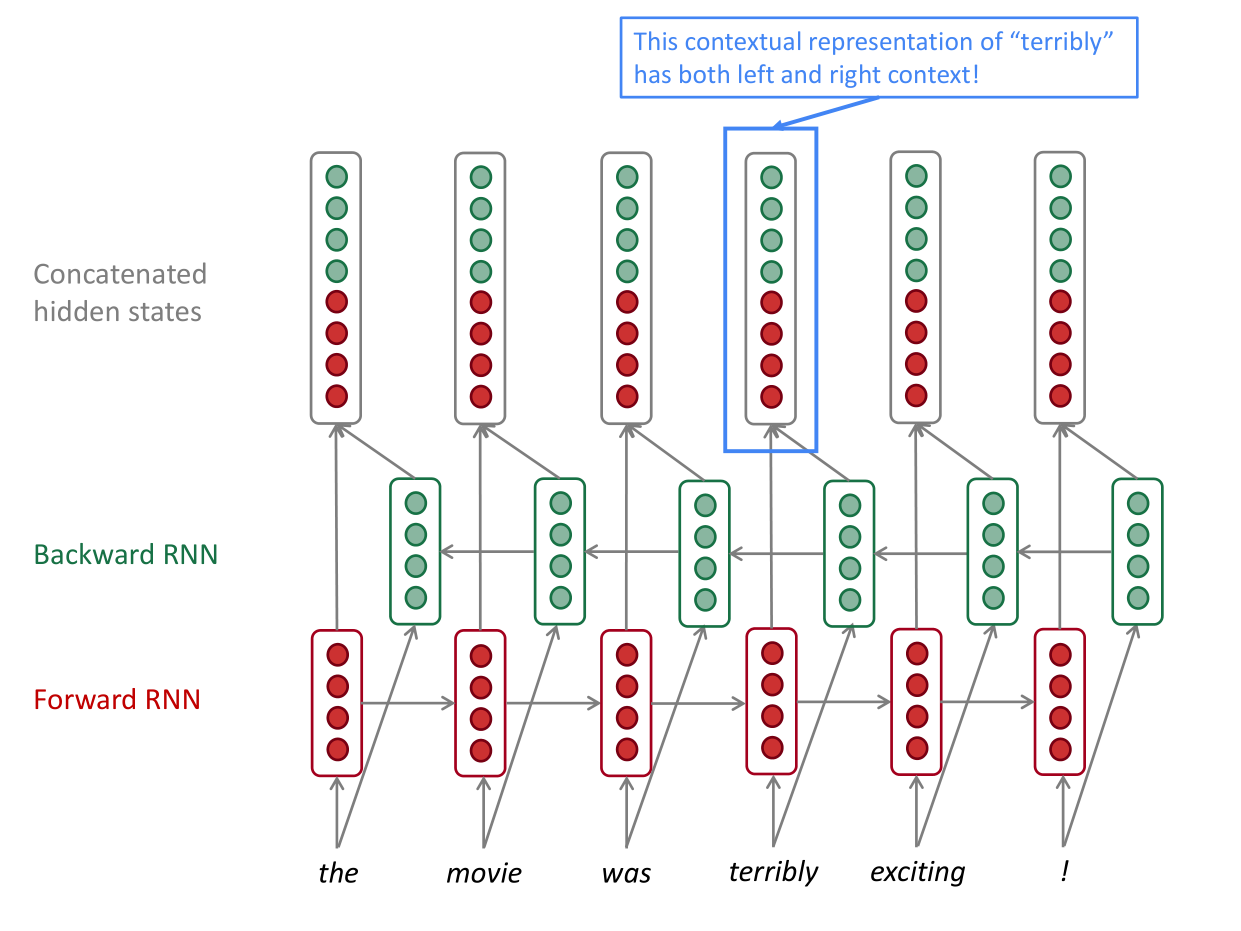 This contextual representation of “terribly”
has both left and right context!
Concatenated
hidden states
Backward RNN
Forward RNN
the movie was terribly exciting !